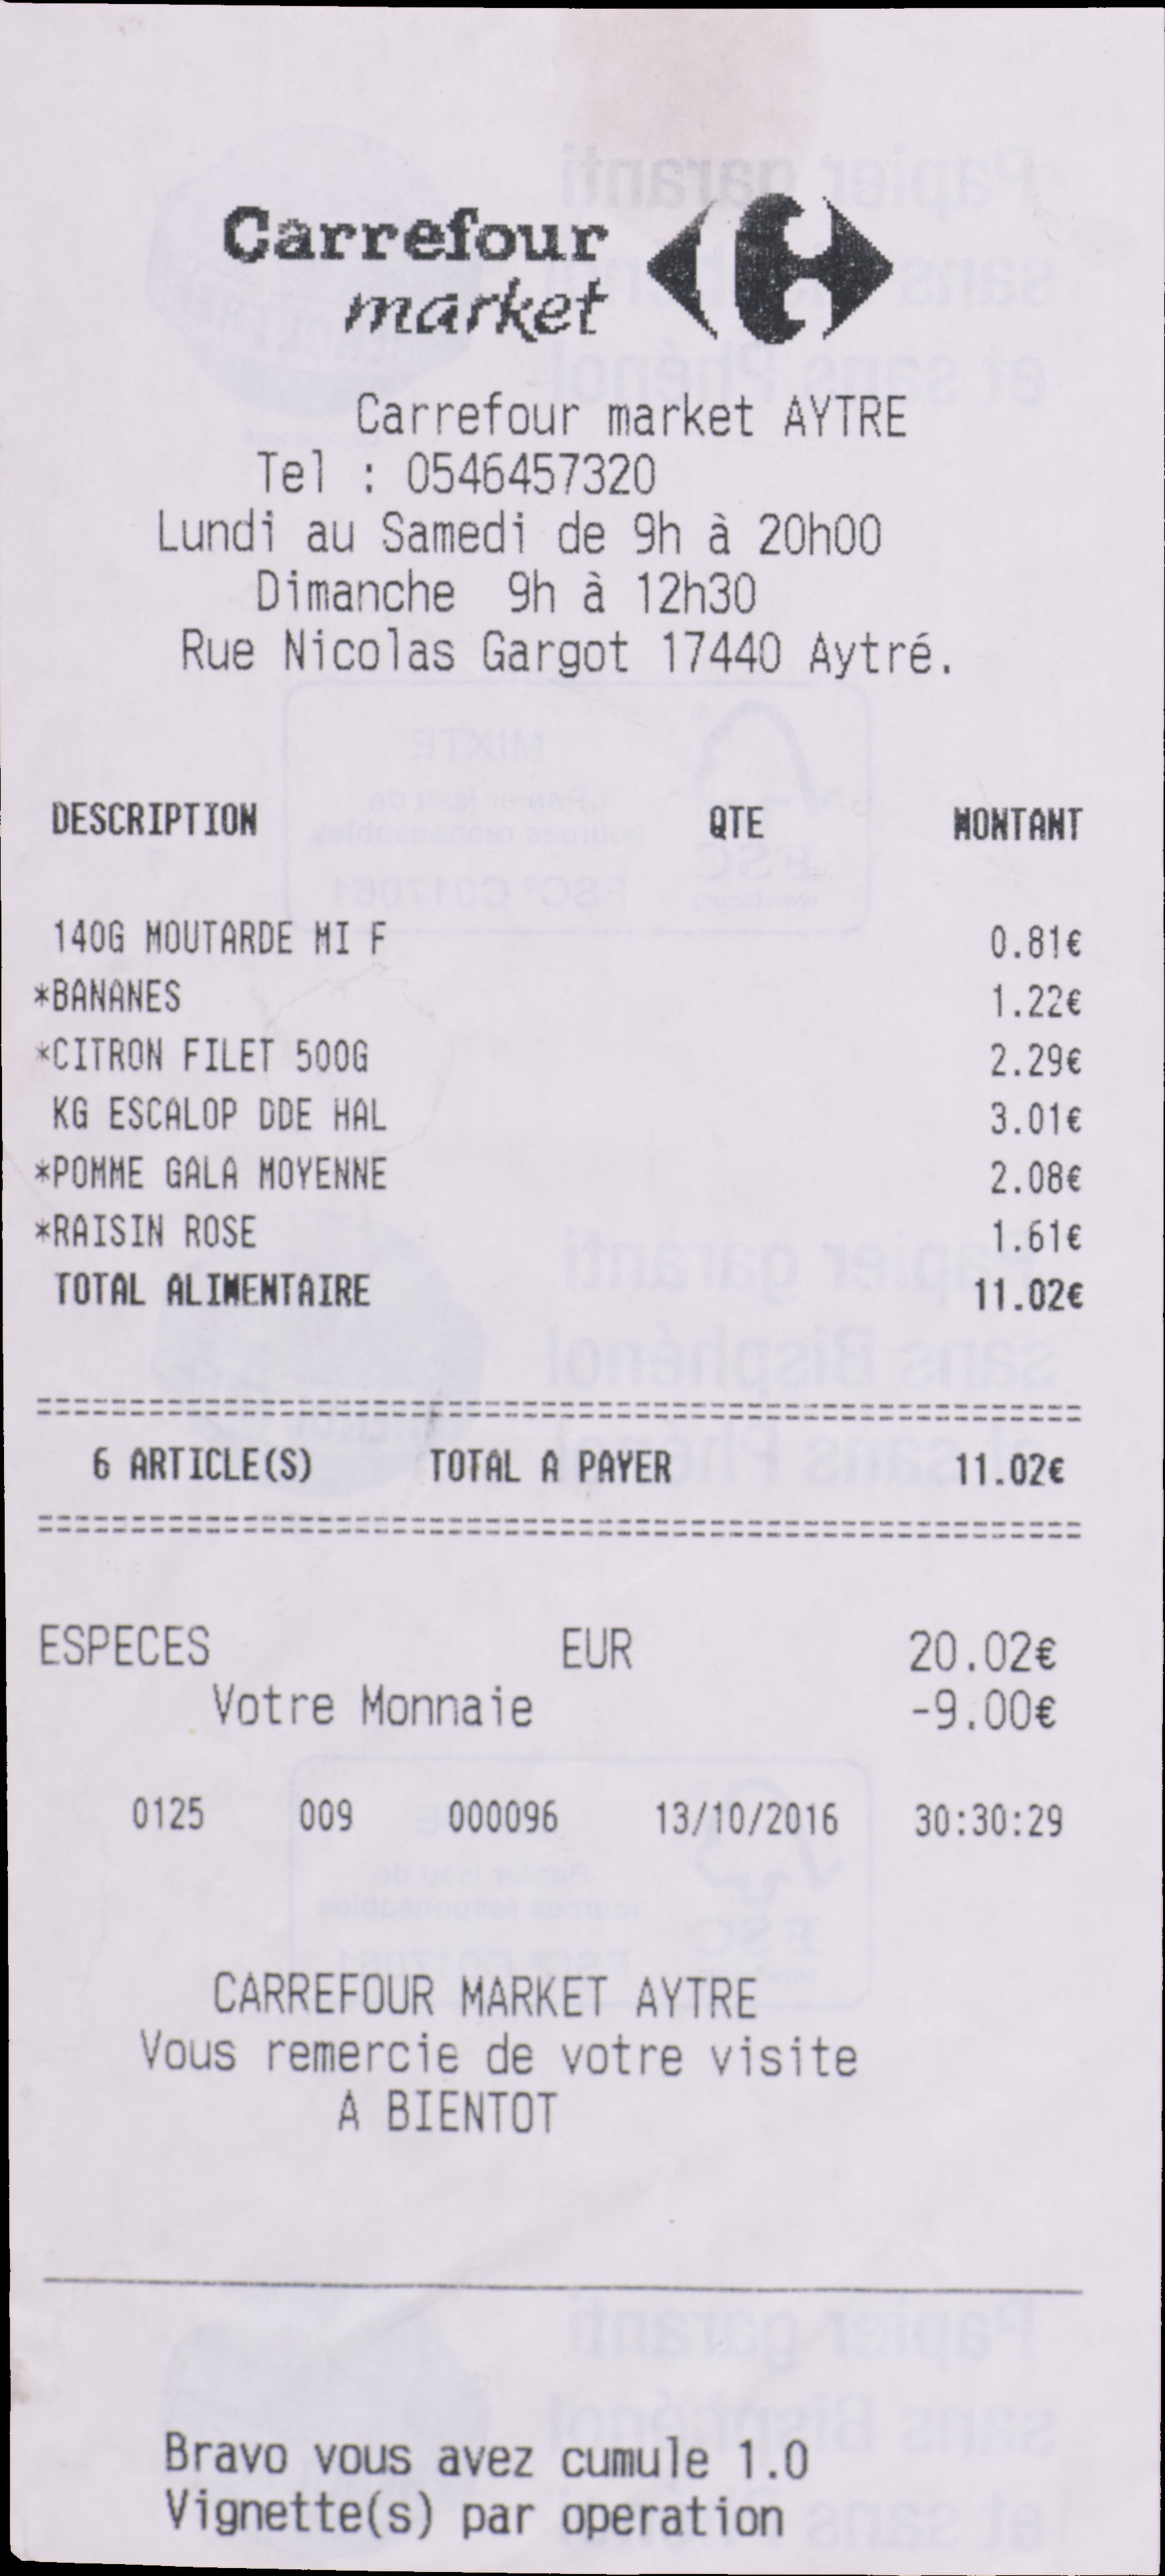 Carrefour
market
Carrefour market AYTRE
Tel : 0546457320
Lundi au Samedi de 9h à 20h00
Dimanche 9h à 12h30
Rue Nicolas Gargot 17440 Aytré.
DESCRIPTION QTE MONTANT
140G MOUTARDE MI F 0.81€
*BANANES 1.22€
*CITRON FILET 500G 2.29€
KG ESCALOP DDE HAL 3.01€
*POMME GALA MOYENNE 2.08€
*RAISIN ROSE 1.61€
TOTAL ALIMENTAIRE 11.02€
========================================================
6 ARTICLE(S) TOTAL A PAYER 11.02€
========================================================
ESPECES EUR 20.02€
Votre Monnaie -9.00€
0125 009 000096 13/10/2016 30:30:29
CARREFOUR MARKET AYTRE
Vous remercie de votre visite
A BIENTOT
Bravo vous avez cumule 1.0
Vignette(s) par operation